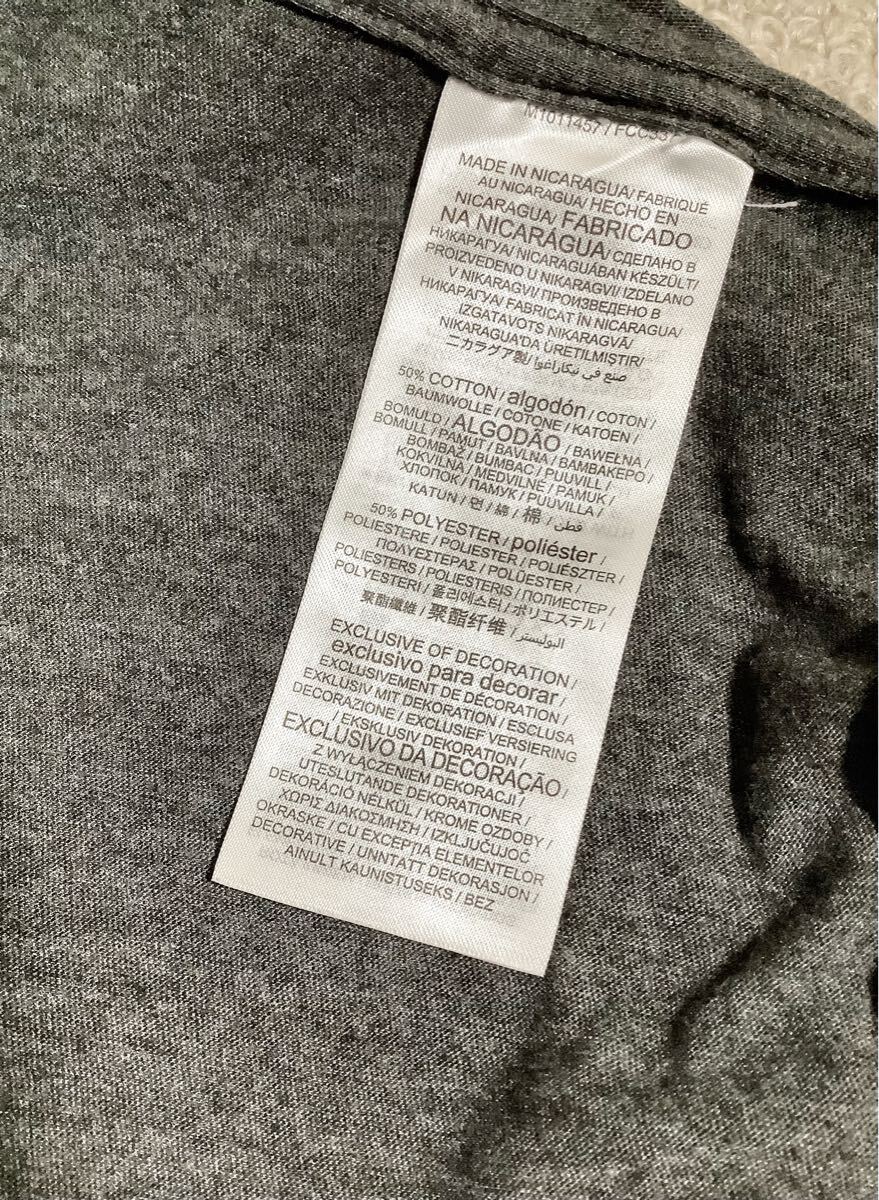 M1011457 / FCC33
MADE IN NICARAGUA/ FABRIQUÉ
AU NICARAGUA/ HECHO EN
NICARAGUA/ FABRICADO
NA NICARÁGUA/ СДЕЛАНО В
НИКАРАГУА/ NICARAGUÁBAN KÉSZÜLT/
PROIZVEDENO U NIKARAGVI/ IZDELANO
V NIKARAGVI/ ПРОИЗВЕДЕНО В
НИКАРАГУА/ FABRICAT ÎN NICARAGUA/
IZGATAVOTS NIKARAGVĀ/
NIKARAGUA'DA ÜRETILMISTIR/
ニカラグア製/ صنع في نيكاراغوا/
50% COTTON / algodón / COTON /
BAUMWOLLE / COTONE / KATOEN /
BOMULD / ALGODÃO / BAWEŁNA /
BOMULL / PAMUT / BAVLNA / ΒΑΜΒΑΚΕΡΟ /
BOMBAŽ / BUMBAC / PUUVILL /
KOKVILNA / MEDVILNĖ / PAMUK /
ХЛОПОК / ПАМУК / PUUVILLA /
KATUN / 면 / 綿 / 棉 / قطن /
50% POLYESTER / poliéster /
POLIESTERE / POLIESTER / POLIÉSZTER /
ΠΟΛΥΕΣΤΕΡΑΣ / POLÜESTER /
POLIESTERS / POLIESTERIS / ПОЛИЕСТЕР /
POLYESTERI / 폴리에스터 / ポリエステル /
聚酯纖維 / 聚酯纤维 / البوليستر /
EXCLUSIVE OF DECORATION /
exclusivo para decorar /
EXCLUSIVEMENT DE DÉCORATION /
EXKLUSIV MIT DEKORATION / ESCLUSA
DECORAZIONE / EXCLUSIEF VERSIERING
/ EKSKLUSIV DEKORATION /
EXCLUSIVO DA DECORAÇÃO /
Z WYŁĄCZENIEM DEKORACJI /
UTESLUTANDE DEKORATIONER /
DEKORÁCIÓ NÉLKÜL / KROME OZDOBY /
ΧΩΡΙΣ ΔΙΑΚΟΣΜΗΣΗ / IZKLJUČUJOČ
OKRASKE / CU EXCEPȚIA ELEMENTELOR
DECORATIVE / UNNTATT DEKORASJON /
AINULT KAUNISTUSEKS / BEZ